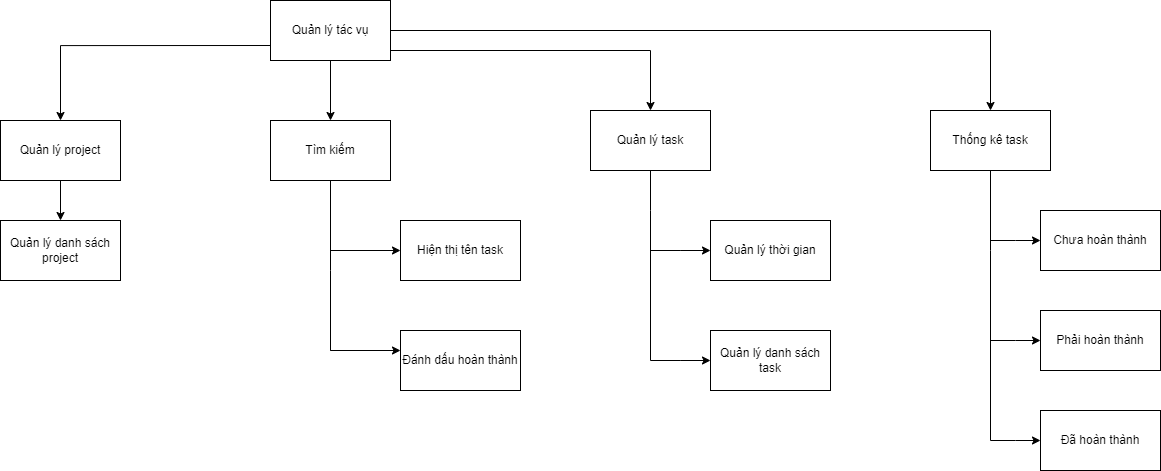 Quản lý tác vụ
Quản lý project
Tìm kiếm
Quản lý task
Thống kê task
Quản lý danh sách
project
Hiện thị tên task
Quản lý thời gian
Chưa hoàn thành
Đánh dấu hoàn thành
Quản lý danh sách
task
Phải hoàn thành
Đã hoàn thành